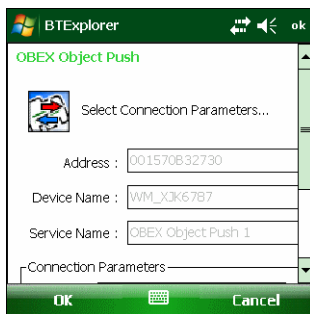 BTExplorer ok
OBEX Object Push
Select Connection Parameters...
Address : 001570B32730
Device Name : WM_XJK6787
Service Name : OBEX Object Push 1
Connection Parameters
OK Cancel